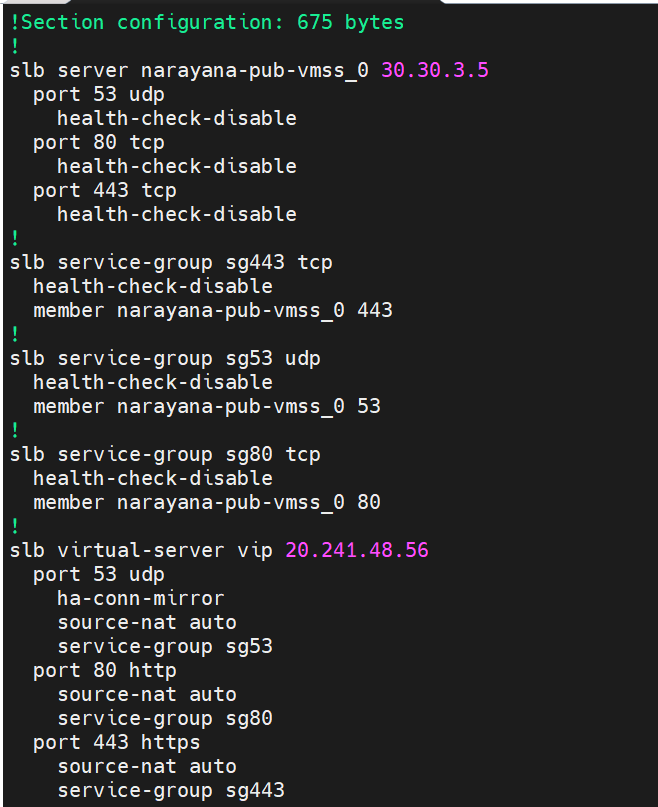 !Section configuration: 675 bytes
!
slb server narayana-pub-vmss_0 30.30.3.5
  port 53 udp
    health-check-disable
  port 80 tcp
    health-check-disable
  port 443 tcp
    health-check-disable
!
slb service-group sg443 tcp
  health-check-disable
  member narayana-pub-vmss_0 443
!
slb service-group sg53 udp
  health-check-disable
  member narayana-pub-vmss_0 53
!
slb service-group sg80 tcp
  health-check-disable
  member narayana-pub-vmss_0 80
!
slb virtual-server vip 20.241.48.56
  port 53 udp
    ha-conn-mirror
    source-nat auto
    service-group sg53
  port 80 http
    source-nat auto
    service-group sg80
  port 443 https
    source-nat auto
    service-group sg443